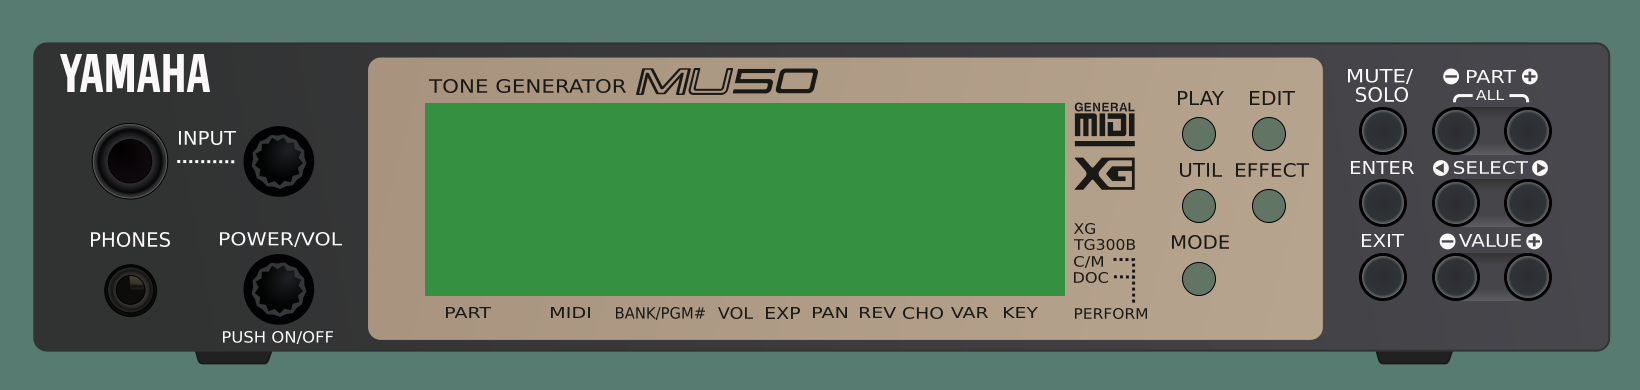 YAMAHA
INPUT
PHONES
POWER/VOL
PUSH ON/OFF
TONE GENERATOR MU50
GENERAL
MIDI
XG
XG
TG300B
C/M
DOC
PERFORM
PART MIDI BANK/PGM# VOL EXP PAN REV CHO VAR KEY
PLAY EDIT
UTIL EFFECT
MODE
MUTE/
SOLO
PART
ALL
ENTER
SELECT
EXIT
VALUE